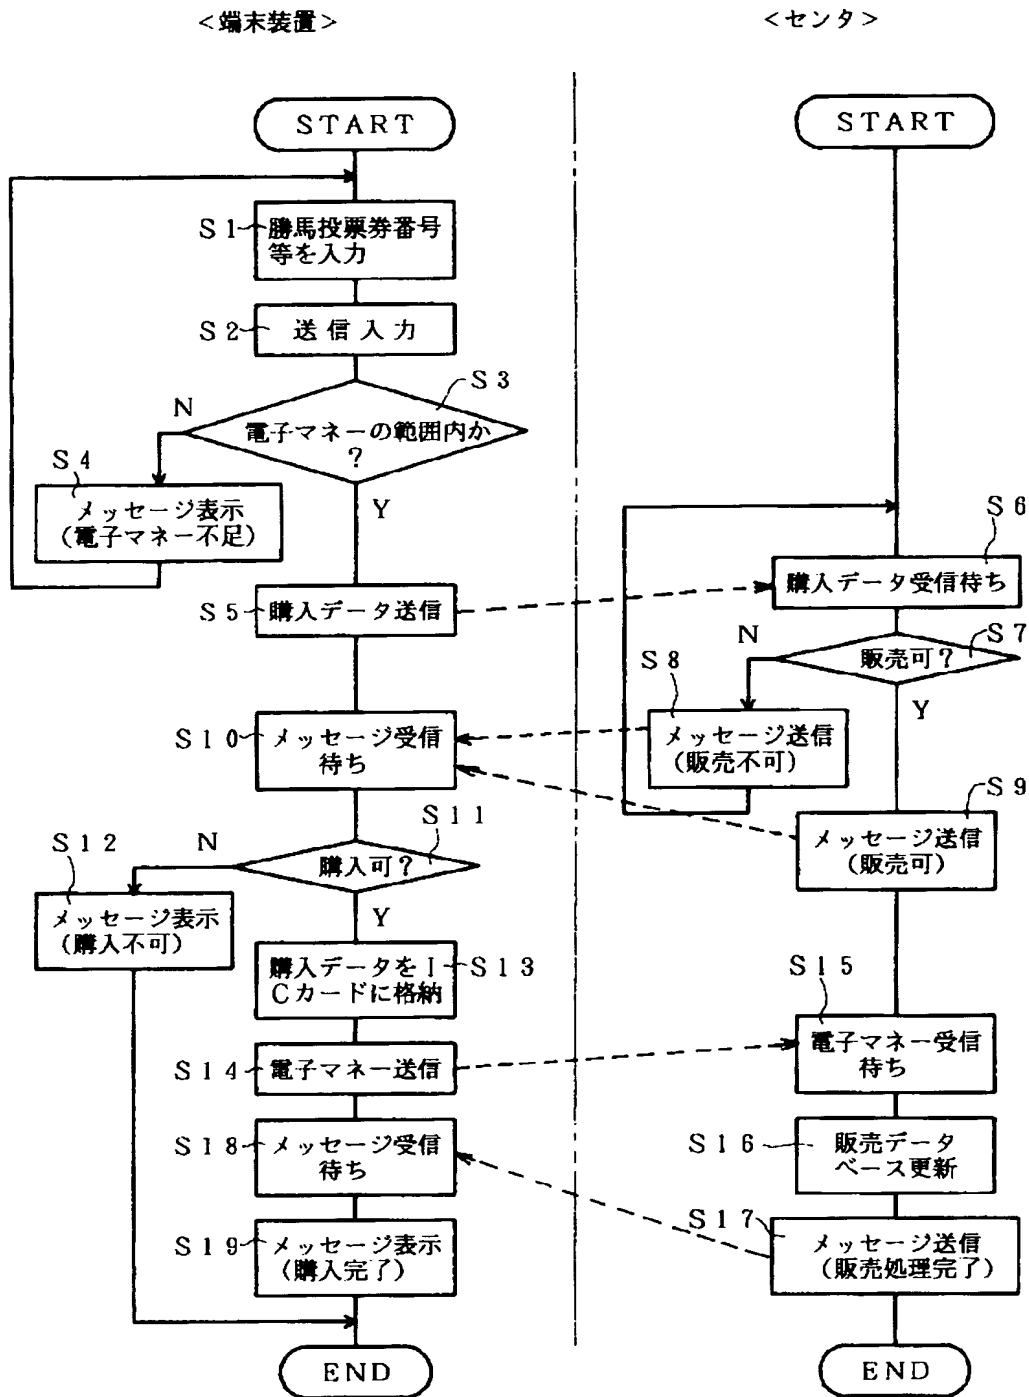 <端末装置>
START
S1
勝馬投票券番号
等を入力
S2
送信入力
S3
電子マネーの範囲内か
?
N
Y
S4
メッセージ表示
(電子マネー不足)
S5
購入データ送信
S10
メッセージ受信
待ち
S11
購入可?
N
Y
S12
メッセージ表示
(購入不可)
購入データをI
Cカードに格納
S13
S14
電子マネー送信
S18
メッセージ受信
待ち
S19
メッセージ表示
(購入完了)
END
<センタ>
START
S6
購入データ受信待ち
S7
販売可?
N
Y
S8
メッセージ送信
(販売不可)
S9
メッセージ送信
(販売可)
S15
電子マネー受信
待ち
S16
販売データ
ベース更新
S17
メッセージ送信
(販売処理完了)
END